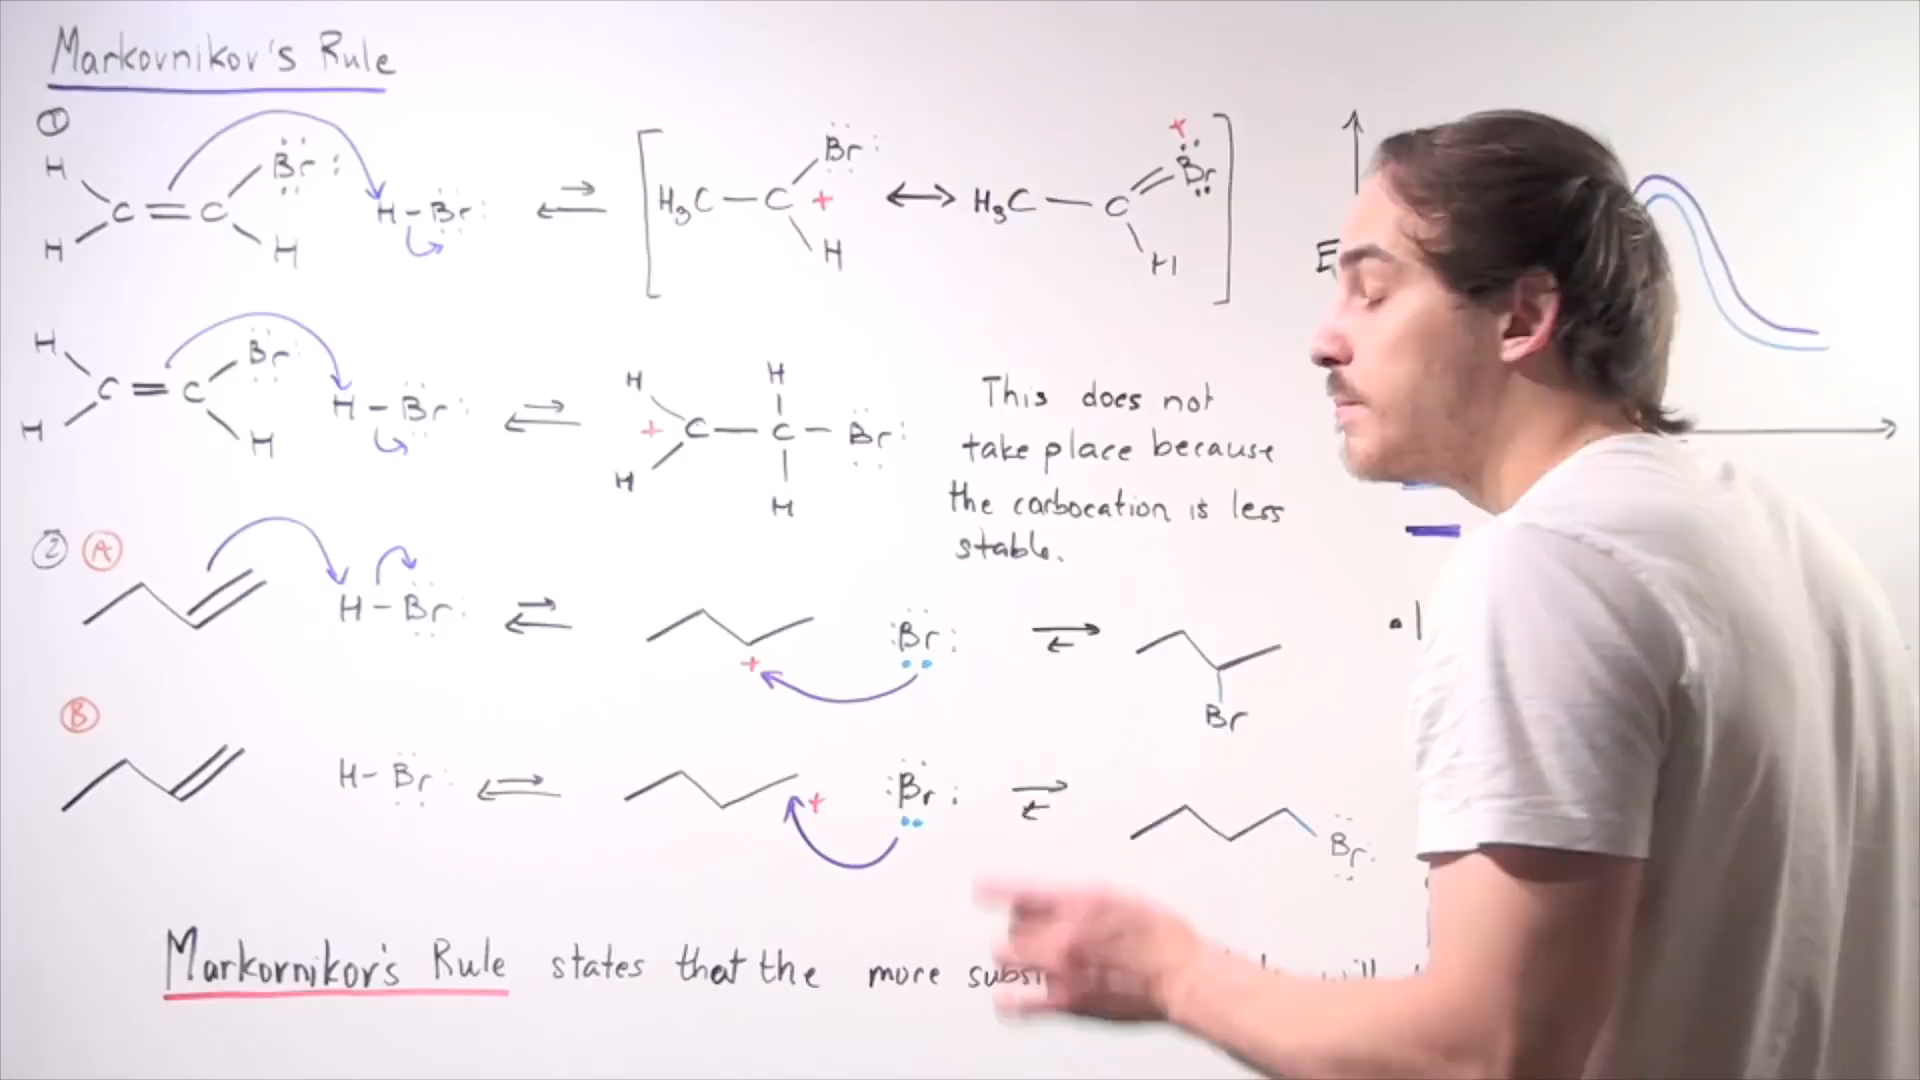 Markovnikov's Rule
①
H Br H-Br H₃C-C+ Br H ↔ H₃C-C=Br + H
H C=C H
E
H Br H-Br H H
H C=C H + C-C-Br
H H
This does not
take place because
the carbocation is less
stable.
② Ⓐ
H-Br Br
Br
Ⓑ
H-Br Br
Br
Markovnikov's Rule states that the more